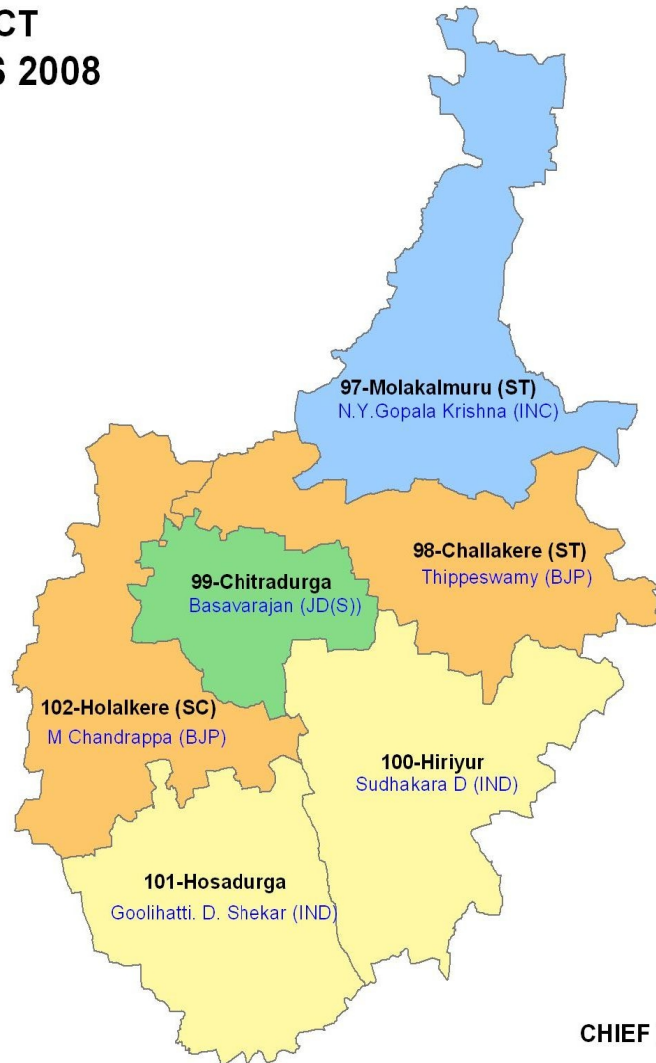 CT
S 2008
97-Molakalmuru (ST)
N.Y.Gopala Krishna (INC)
98-Challakere (ST)
Thippeswamy (BJP)
99-Chitradurga
Basavarajan (JD(S))
102-Holalkere (SC)
M Chandrappa (BJP)
100-Hiriyur
Sudhakara D (IND)
101-Hosadurga
Goolihatti. D. Shekar (IND)
CHIEF